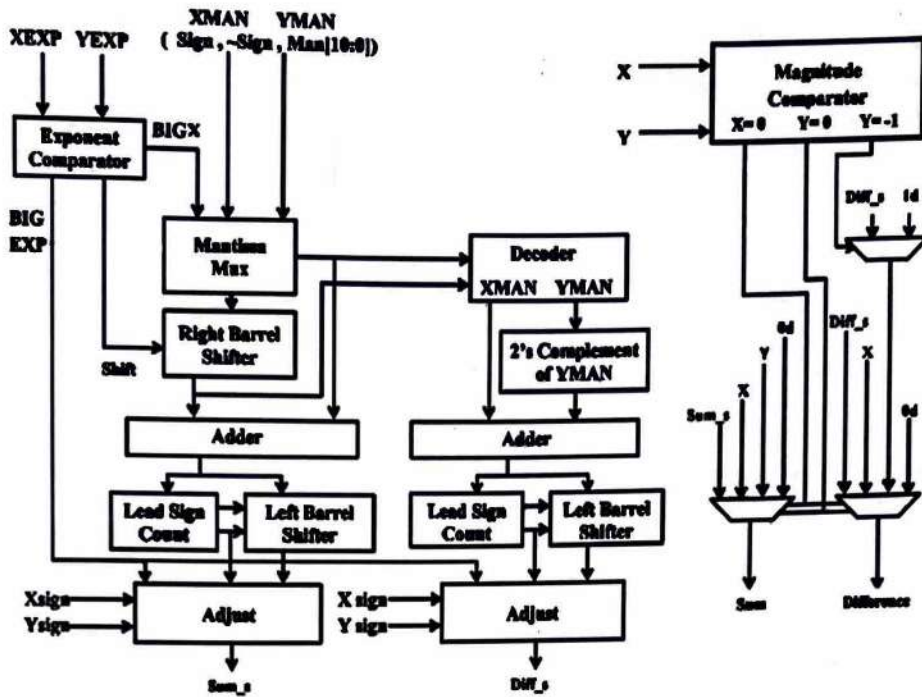 XMAN YMAN
XEXP YEXP
( Sign , ~Sign , Man[10:0])
Exponent
Comparator
BIGX
BIG
EXP
Mantissa
Mux
Decoder
XMAN YMAN
Right Barrel
Shifter
Shift
2's Complement
of YMAN
Adder
Adder
Lead Sign
Count
Left Barrel
Shifter
Lead Sign
Count
Left Barrel
Shifter
Xsign
Ysign
Adjust
X sign
Y sign
Adjust
Sum_s
Diff_s
X
Y
Magnitude
Comparator
X= 0 Y= 0 Y= -1
Diff_s
Sum_s
X
Y
0d
Diff_s
X
0d
Sum
Difference